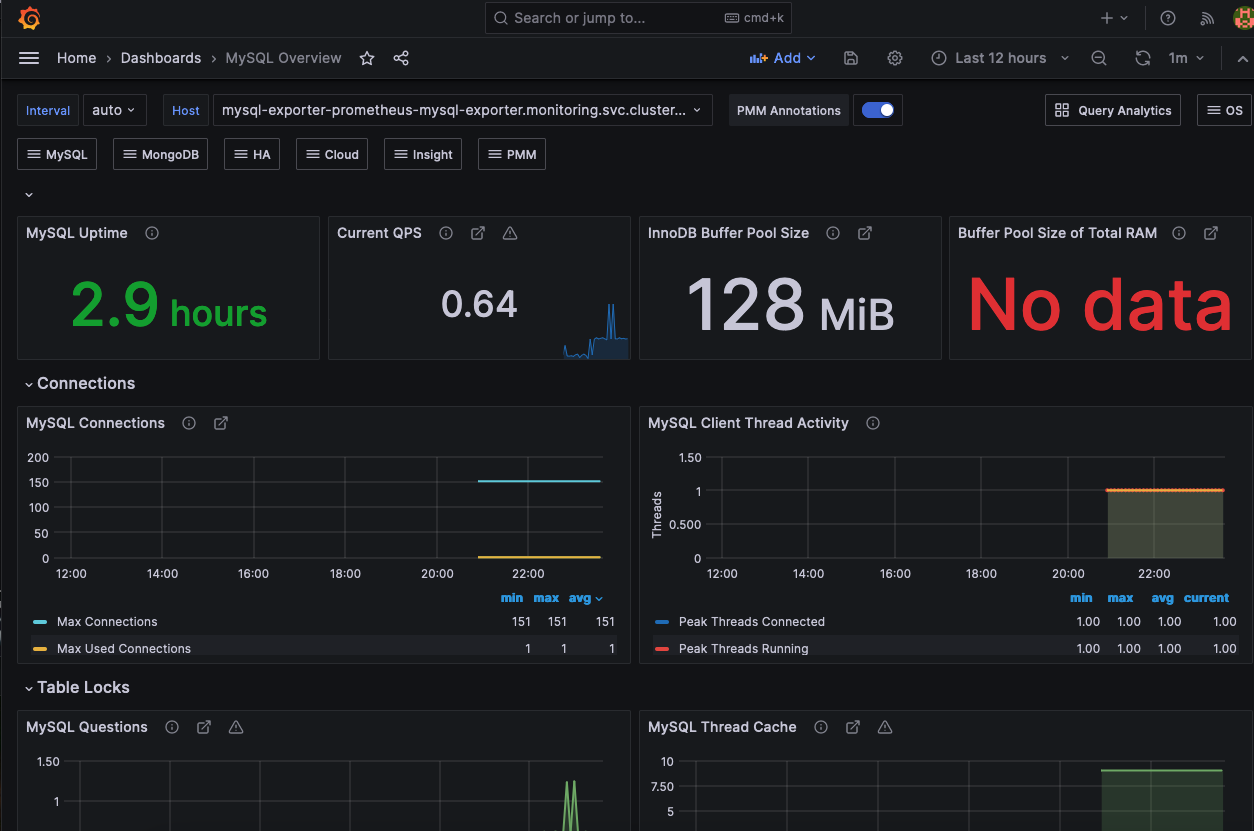 Search or jump to... cmd+k
Home Dashboards MySQL Overview Add Last 12 hours 1m
Interval auto Host mysql-exporter-prometheus-mysql-exporter.monitoring.svc.cluster... PMM Annotations Query Analytics OS
MySQL MongoDB HA Cloud Insight PMM
MySQL Uptime Current QPS InnoDB Buffer Pool Size Buffer Pool Size of Total RAM
2.9 hours 0.64 128 MiB No data
Connections
MySQL Connections
200
150
100
50
0
12:00 14:00 16:00 18:00 20:00 22:00
min max avg
Max Connections 151 151 151
Max Used Connections 1 1 1
MySQL Client Thread Activity
Threads
1.50
1
0.500
0
12:00 14:00 16:00 18:00 20:00 22:00
min max avg current
Peak Threads Connected 1.00 1.00 1.00 1.00
Peak Threads Running 1.00 1.00 1.00 1.00
Table Locks
MySQL Questions
1.50
1
MySQL Thread Cache
10
7.50
5